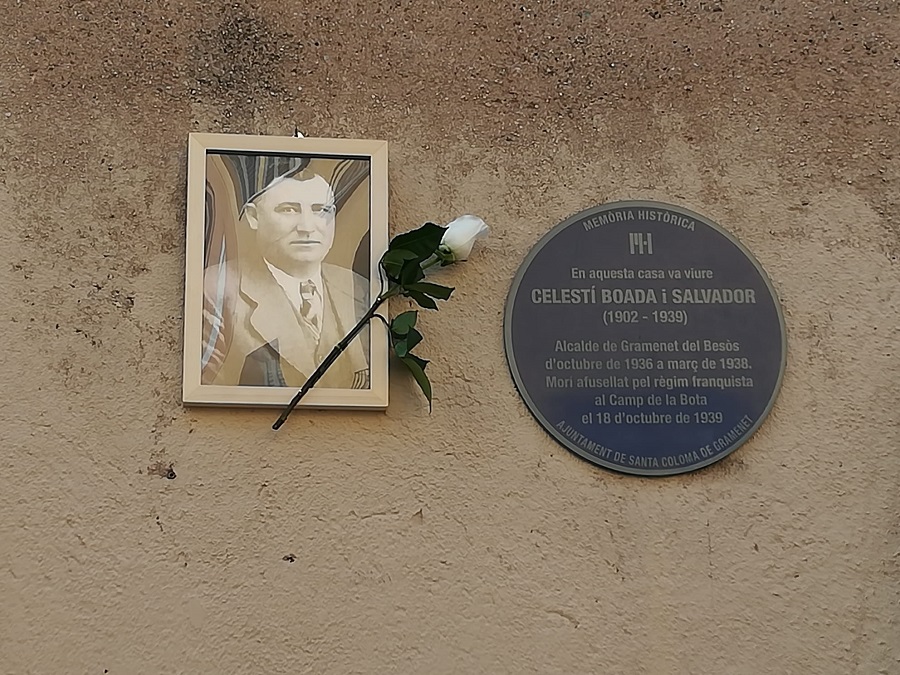 MEMÒRIA HISTÒRICA
MH
En aquesta casa va viure
CELESTÍ BOADA i SALVADOR
(1902 - 1939)
Alcalde de Gramenet del Besòs
d'octubre de 1936 a març de 1938.
Morí afusellat pel règim franquista
al Camp de la Bota
el 18 d'octubre de 1939
AJUNTAMENT DE SANTA COLOMA DE GRAMENET